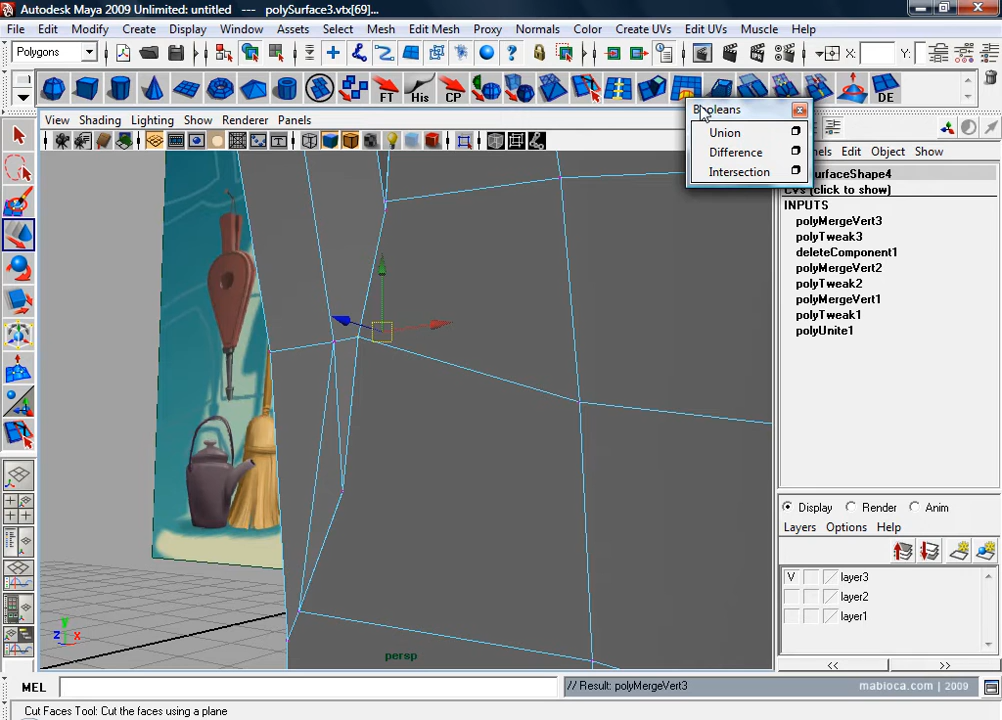 Autodesk Maya 2009 Unlimited: untitled --- polySurface3.vtx[69]...
File Edit Modify Create Display Window Assets Select Mesh Edit Mesh Proxy Normals Color Create UVs Edit UVs Muscle Help
Polygons X: Y:
FT His CP DE
View Shading Lighting Show Renderer Panels
Booleans
Union
Difference
Intersection
Edit Object Show
surfaceShape4
CVs (click to show)
INPUTS
polyMergeVert3
polyTweak3
deleteComponent1
polyMergeVert2
polyTweak2
polyMergeVert1
polyTweak1
polyUnite1
Display Render Anim
Layers Options Help
V layer3
layer2
layer1
y
z x
persp
<< >>
MEL // Result: polyMergeVert3 mabioca.com | 2009
Cut Faces Tool: Cut the faces using a plane